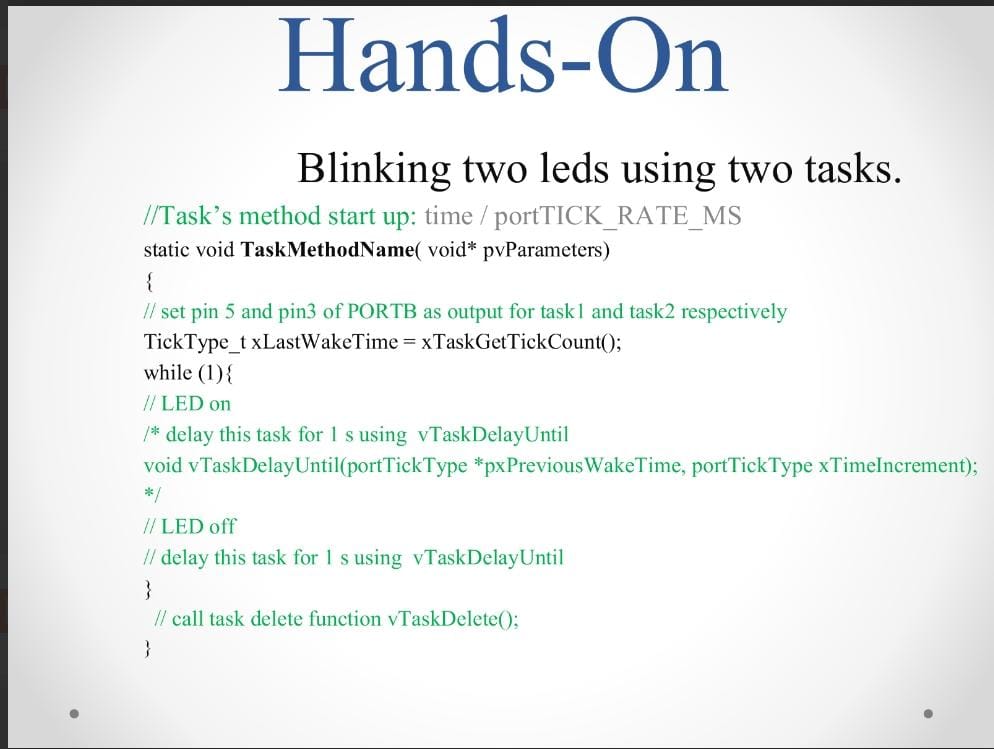 Hands-On
Blinking two leds using two tasks.
//Task’s method start up: time / portTICK_RATE_MS
static void TaskMethodName( void* pvParameters)
{
// set pin 5 and pin3 of PORTB as output for task1 and task2 respectively
TickType_t xLastWakeTime = xTaskGetTickCount();
while (1){
// LED on
/* delay this task for 1 s using vTaskDelayUntil
void vTaskDelayUntil(portTickType *pxPreviousWakeTime, portTickType xTimeIncrement);
*/
// LED off
// delay this task for 1 s using vTaskDelayUntil
}
// call task delete function vTaskDelete();
}